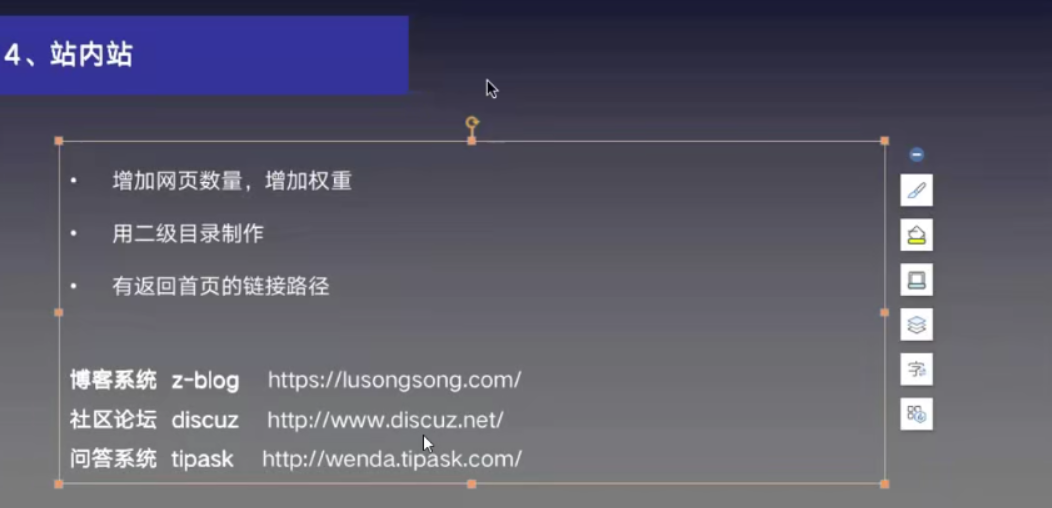 4、站内站
• 增加网页数量，增加权重
• 用二级目录制作
• 有返回首页的链接路径
博客系统 z-blog https://lusongsong.com/
社区论坛 discuz http://www.discuz.net/
问答系统 tipask http://wenda.tipask.com/
字